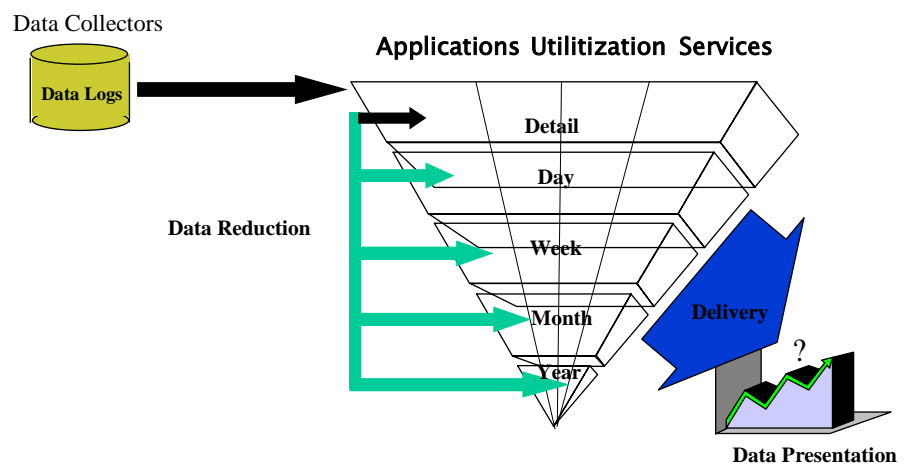 Data Collectors
Applications Utilitization Services
Data Logs
Detail
Day
Data Reduction
Week
Month
Delivery
Year
?
Data Presentation